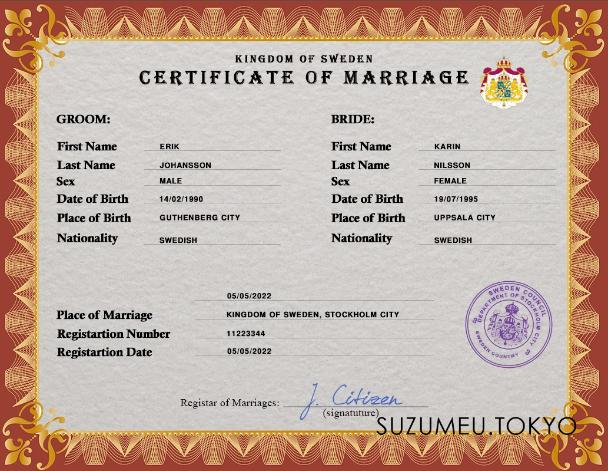 KINGDOM OF SWEDEN
CERTIFICATE OF MARRIAGE
GROOM:
First Name ERIK
Last Name JOHANSSON
Sex MALE
Date of Birth 14/02/1990
Place of Birth GUTHENBERG CITY
Nationality SWEDISH
BRIDE:
First Name KARIN
Last Name NILSSON
Sex FEMALE
Date of Birth 19/07/1995
Place of Birth UPPSALA CITY
Nationality SWEDISH
05/05/2022
Place of Marriage KINGDOM OF SWEDEN, STOCKHOLM CITY
Registartion Number 11223344
Registartion Date 05/05/2022
SWEDEN COUNCIL
DEPARTMENT OF STOCKHOLM
SWEDEN COUNTRY
Registar of Marriages: J. Citizen
(signatuture)
SUZUMEU.TOKYO